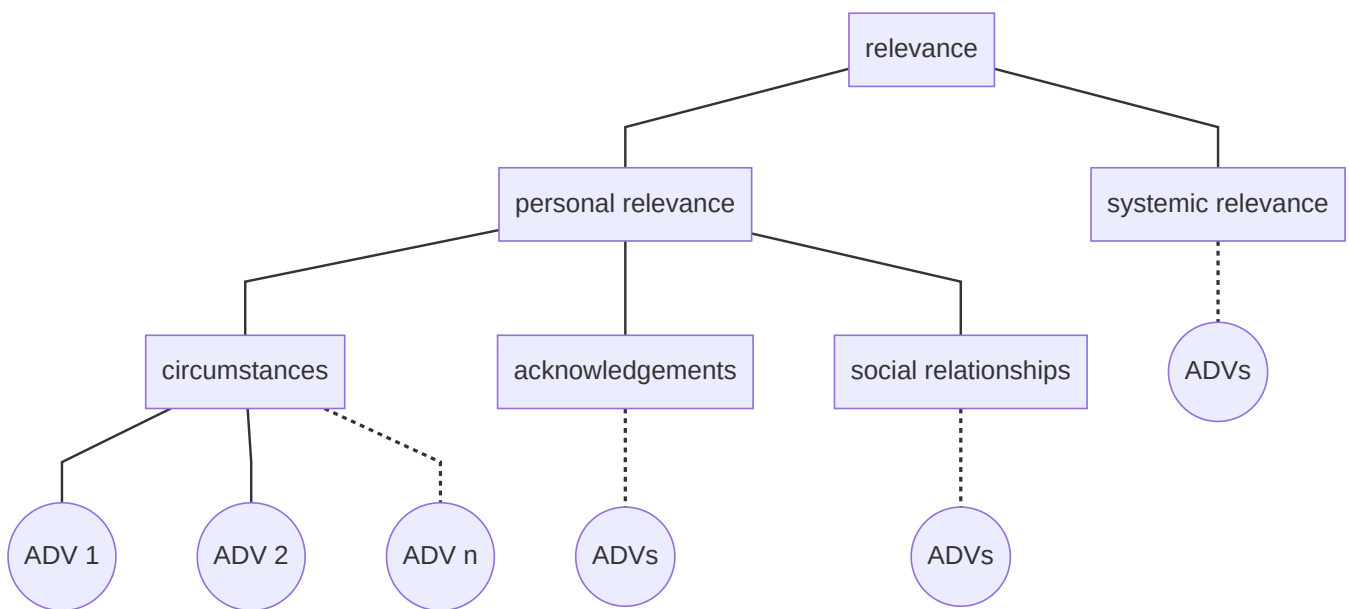 relevance
personal relevance
systemic relevance
circumstances
acknowledgements
social relationships
ADVs
ADV 1
ADV 2
ADV n
ADVs
ADVs